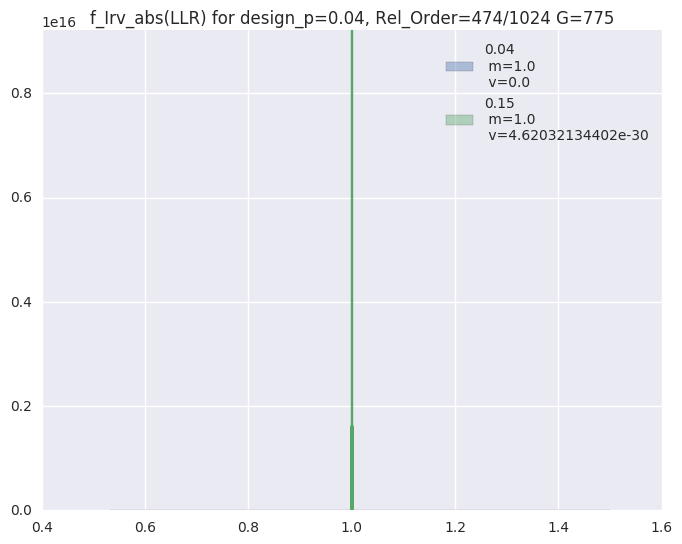 f_Irv_abs(LLR) for design_p=0.04, Rel_Order=474/1024 G=775
1e16
0.04
m=1.0
v=0.0
0.15
m=1.0
v=4.62032134402e-30
0.8
0.6
0.4
0.2
0.0
0.4 0.6 0.8 1.0 1.2 1.4 1.6